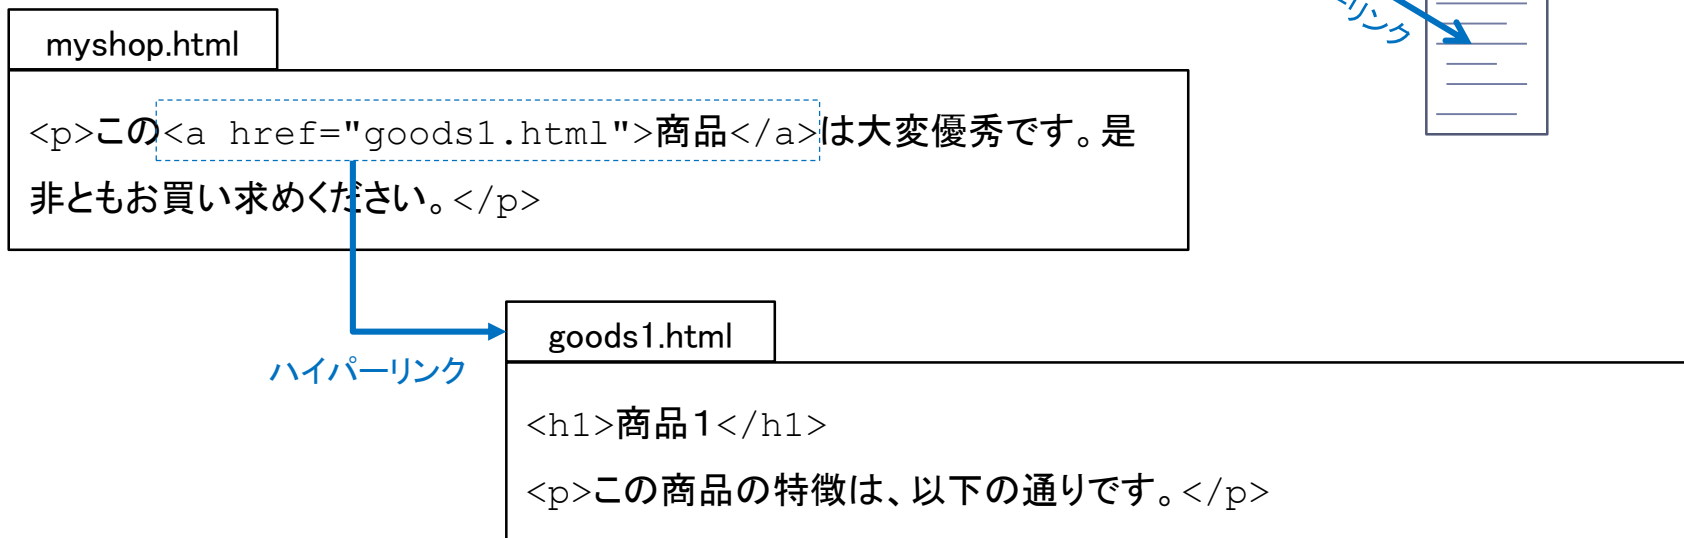 リンク
myshop.html
<p>この<a href="goods1.html">商品</a>は大変優秀です。是
非ともお買い求めください。</p>
ハイパーリンク
goods1.html
<h1>商品１</h1>
<p>この商品の特徴は、以下の通りです。</p>